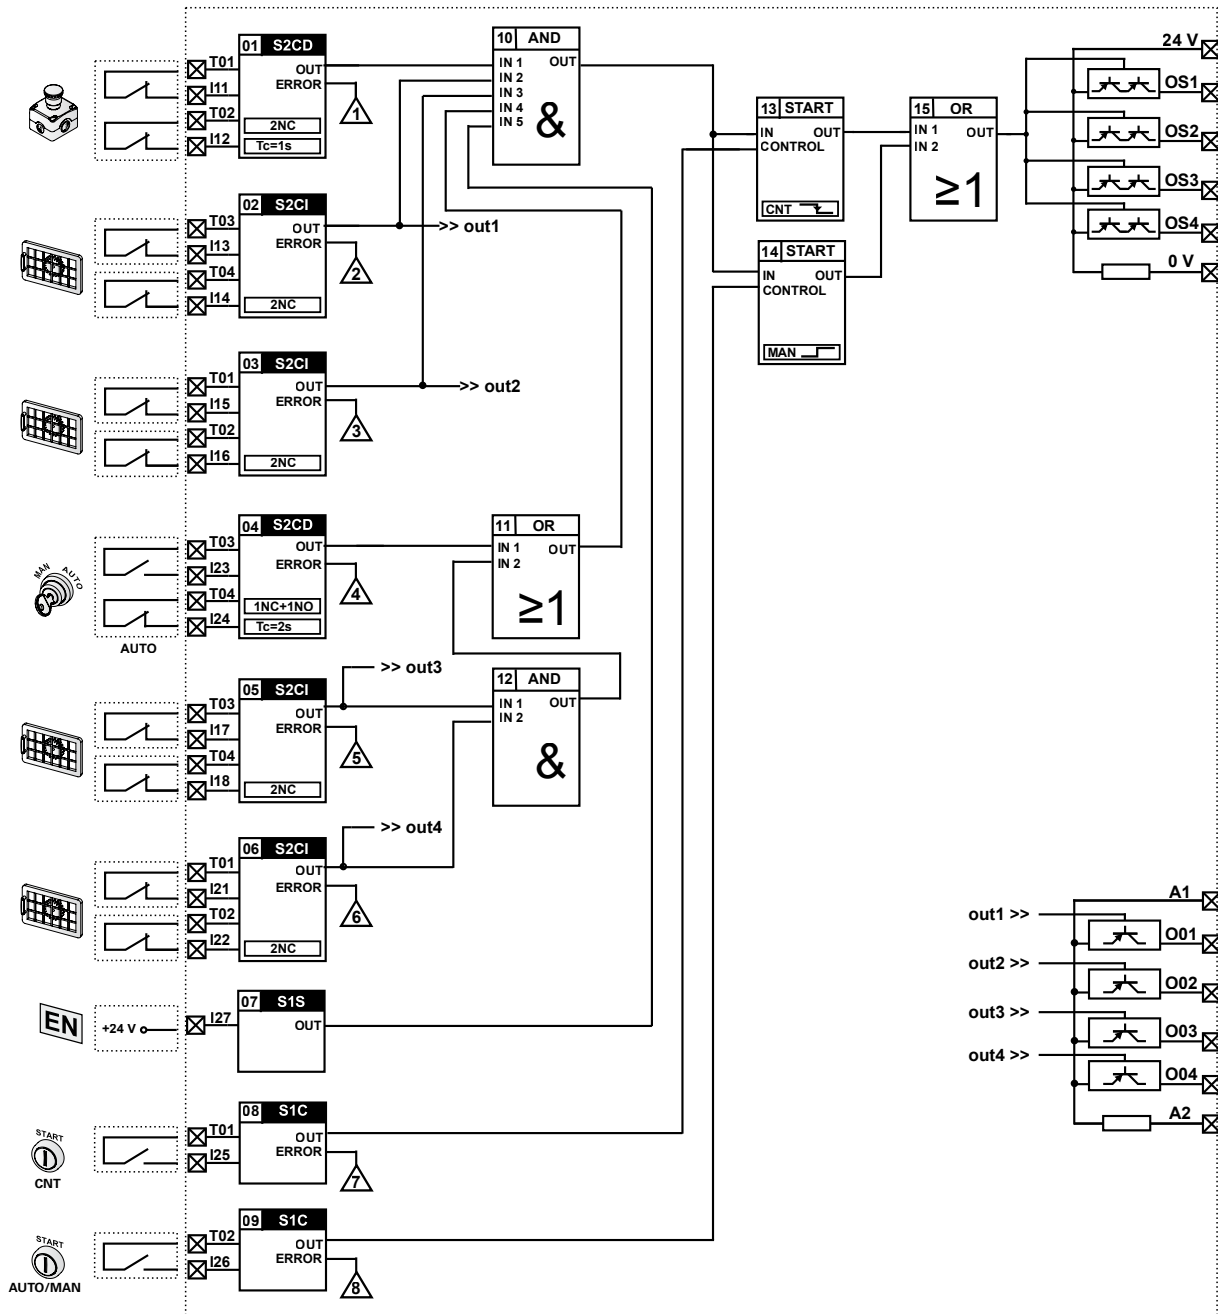 01 S2CD
T01
OUT
I11
ERROR
1
T02
2NC
I12
Tc=1s
10 AND
IN 1
OUT
IN 2
IN 3
IN 4
IN 5
&
13 START
IN
OUT
CONTROL
CNT
15 OR
IN 1
OUT
IN 2
≥1
24 V
OS1
OS2
OS3
OS4
0 V
02 S2CI
T03
OUT
>> out1
I13
ERROR
2
T04
I14
2NC
14 START
IN
OUT
CONTROL
MAN
03 S2CI
T01
OUT
>> out2
I15
ERROR
3
T02
I16
2NC
04 S2CD
T03
OUT
I23
ERROR
4
T04
1NC+1NO
I24
Tc=2s
MAN AUTO
AUTO
11 OR
IN 1
OUT
IN 2
≥1
>> out3
05 S2CI
T03
OUT
I17
ERROR
5
T04
I18
2NC
12 AND
IN 1
OUT
IN 2
&
>> out4
06 S2CI
T01
OUT
I21
ERROR
6
T02
I22
2NC
A1
out1 >>
O01
out2 >>
O02
out3 >>
O03
out4 >>
O04
A2
EN
+24 V
I27
07 S1S
OUT
START
CNT
08 S1C
T01
OUT
I25
ERROR
7
START
AUTO/MAN
09 S1C
T02
OUT
I26
ERROR
8